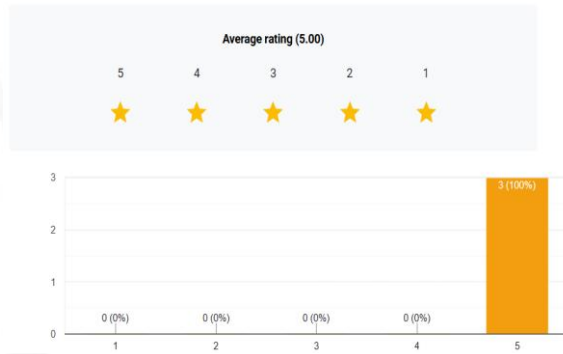 Average rating (5.00)
5 4 3 2 1
3
3 (100%)
2
1
0 (0%) 0 (0%) 0 (0%) 0 (0%)
0
1 2 3 4 5